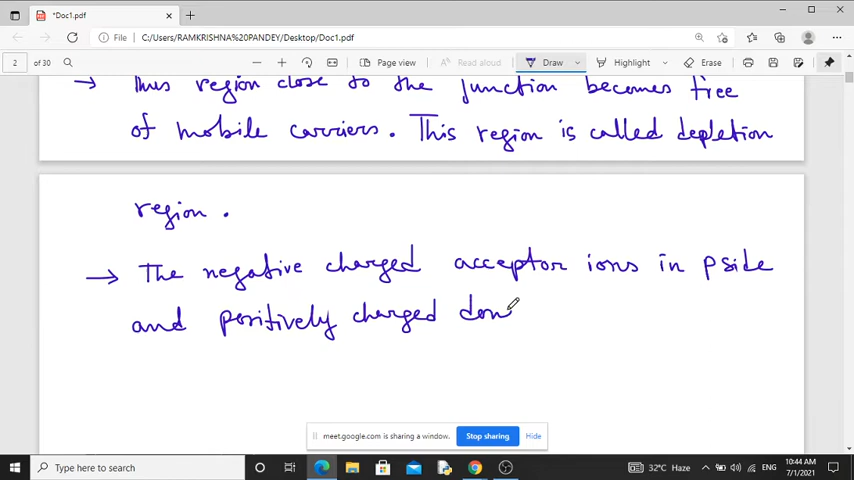 *Doc1.pdf
File
C:/Users/RAMKRISHNA%20PANDEY/Desktop/Doc1.pdf
2 of 30
Page view
Read aloud
Draw
Highlight
Erase
→ Thus region close to the junction becomes free
of mobile carriers. This region is called depletion
region.
→ The negative charged acceptor ions in pside
and positively charged don
meet.google.com is sharing a window.
Stop sharing
Hide
Type here to search
32°C Haze
ENG
10:44 AM
7/1/2021